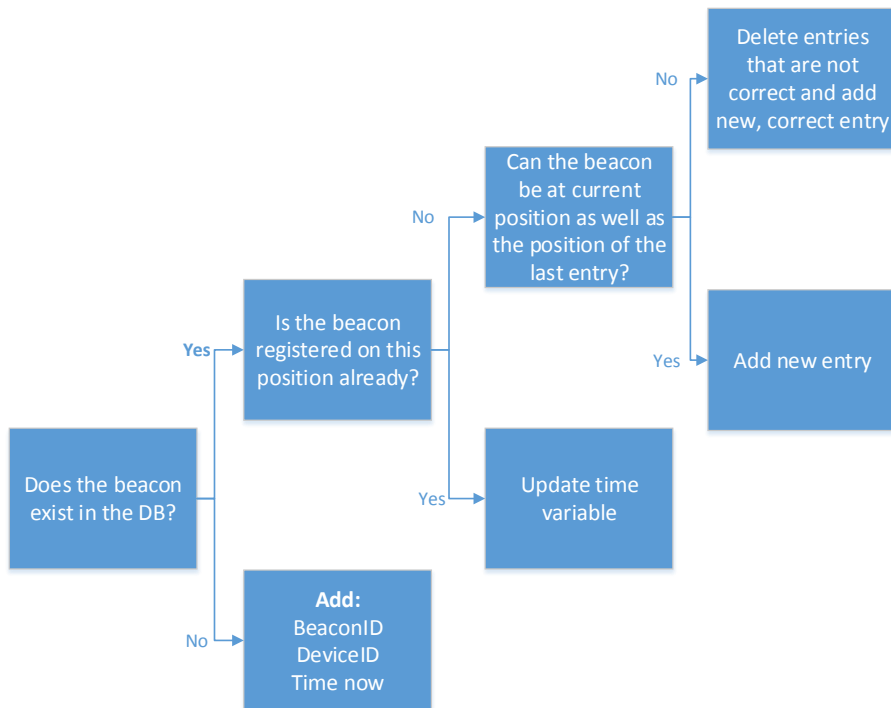 Delete entries
that are not
correct and add
new, correct entry
No
Can the beacon
be at current
position as well as
the position of the
last entry?
No
Is the beacon
registered on this
position already?
Yes
Yes
Add new entry
Does the beacon
exist in the DB?
Yes
Update time
variable
No
Add:
BeaconID
DeviceID
Time now